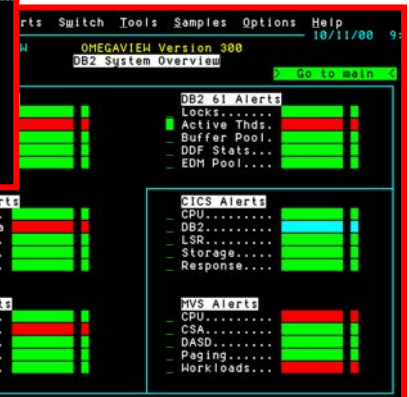 rts Switch Tools Samples Options Help
10/11/00 9:
W OMEGAVIEW Version 300
DB2 System Overview
> Go to main <
DB2 61 Alerts
Locks.......
Active Thds.
Buffer Pool.
DDF Stats...
EDM Pool....
rts
a
CICS Alerts
CPU.........
DB2.........
LSR.........
Storage.....
Response....
ts
MVS Alerts
CPU.........
CSA.........
DASD........
Paging......
Workloads...